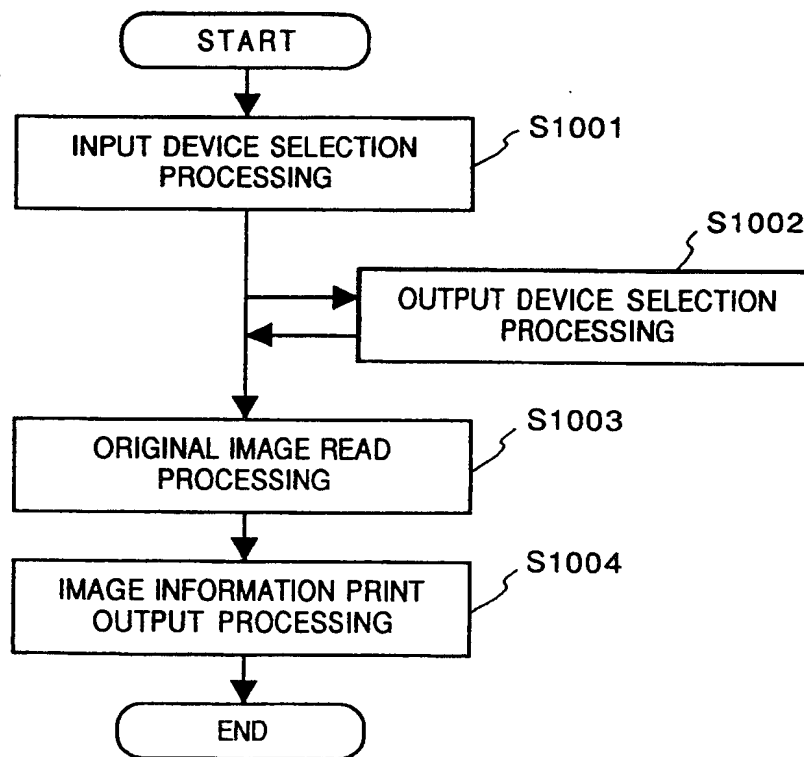 START
INPUT DEVICE SELECTION
PROCESSING
S1001
S1002
OUTPUT DEVICE SELECTION
PROCESSING
ORIGINAL IMAGE READ
PROCESSING
S1003
IMAGE INFORMATION PRINT
OUTPUT PROCESSING
S1004
END